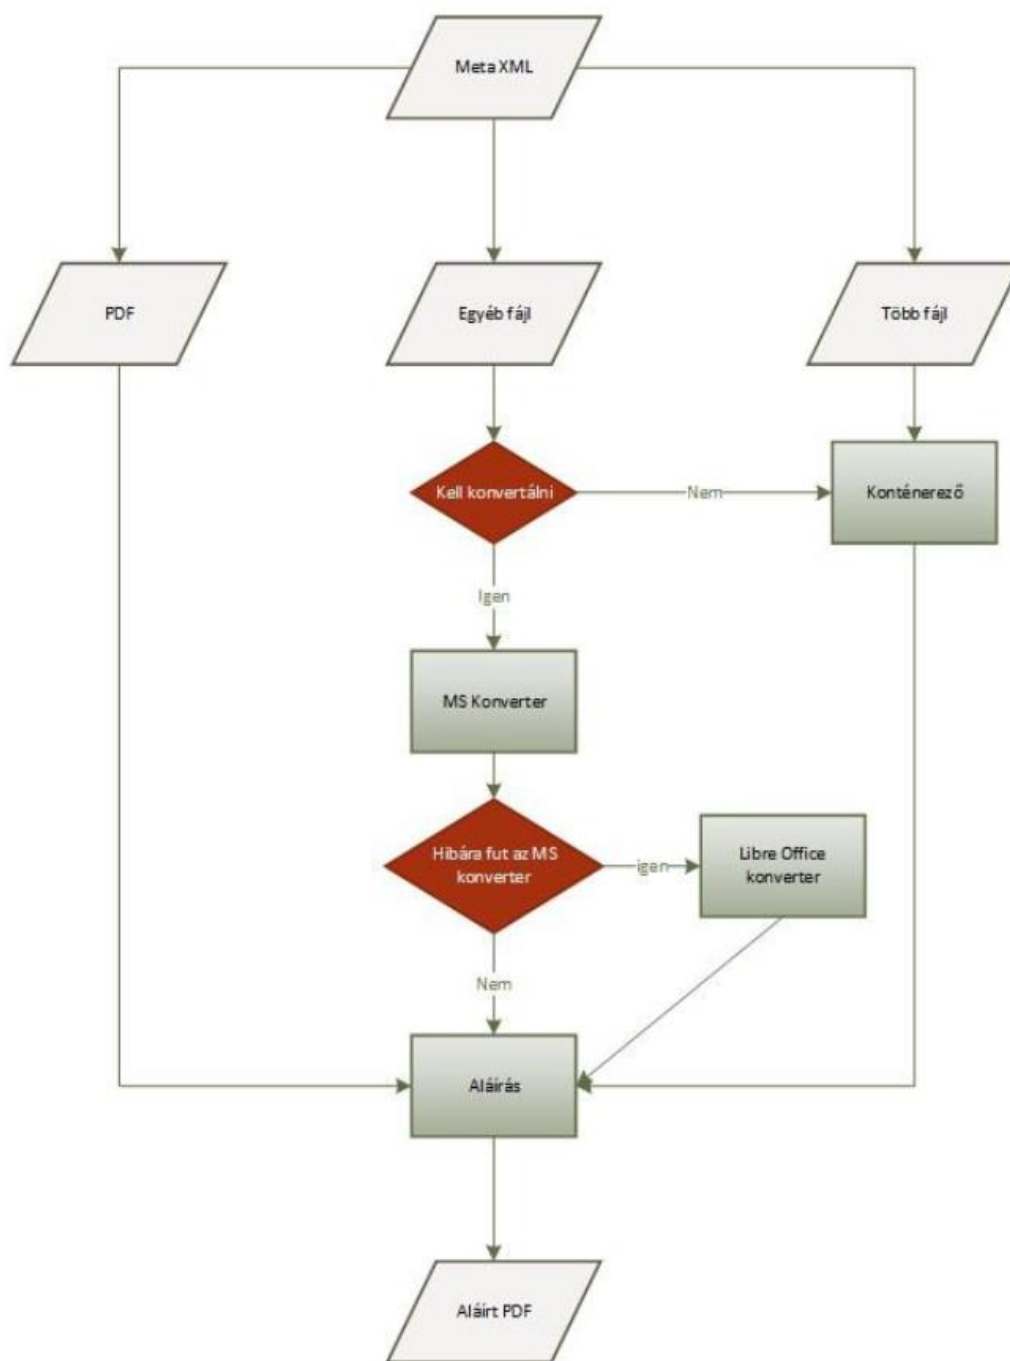 Meta XML
PDF
Egyéb fájl
Több fájl
Kell konvertálni
Nem
Konténerező
Igen
MS Konverter
Hibára fut az MS
konverter
igen
Libre Office
konverter
Nem
Aláírás
Aláírt PDF